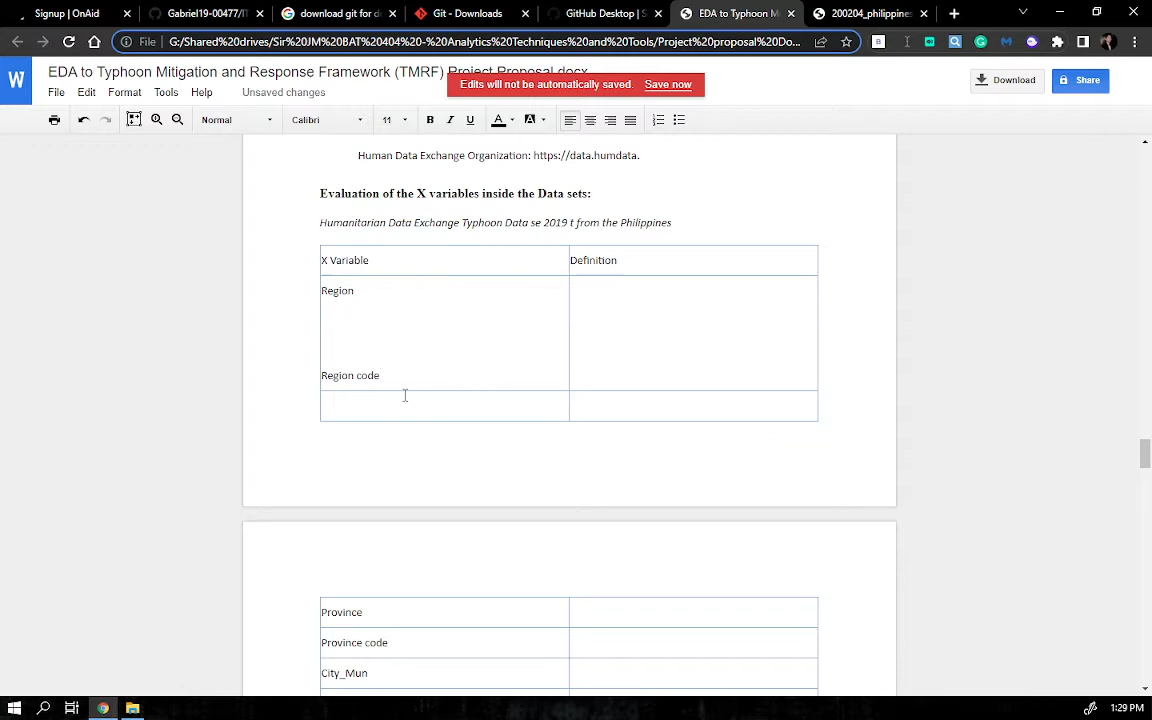 Signup | OnAid
Gabriel19-00477/I
download git for d
Git - Downloads
GitHub Desktop | S
EDA to Typhoon M
200204_philippines
File
G:/Shared%20drives/Sir%20JM%20BAT%20404%20-%20Analytics%20Techniques%20and%20Tools/Project%20proposal%20Do...
EDA to Typhoon Mitigation and Response Framework (TMRF) Project Proposal.docx
Edits will not be automatically saved. Save now
Download
Share
File Edit Format Tools Help Unsaved changes
Normal
Calibri
11
B I U A A
Human Data Exchange Organization: https://data.humdata.
Evaluation of the X variables inside the Data sets:
Humanitarian Data Exchange Typhoon Data se 2019 t from the Philippines
X Variable
Definition
Region
Region code
Province
Province code
City_Mun
1:29 PM